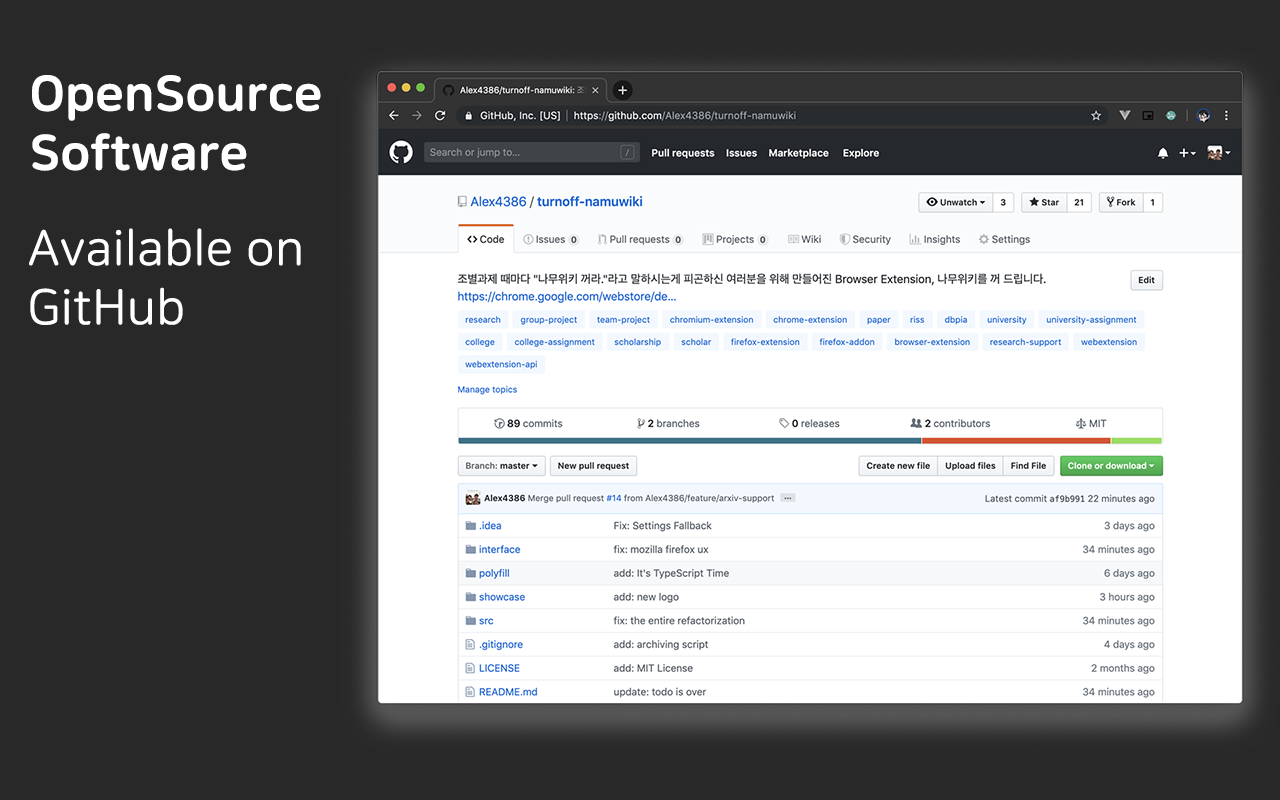 OpenSource
Software
Available on
GitHub
Alex4386/turnoff-namuwiki:
GitHub, Inc. [US] | https://github.com/Alex4386/turnoff-namuwiki
Search or jump to... / Pull requests Issues Marketplace Explore
Alex4386 / turnoff-namuwiki Unwatch 3 Star 21 Fork 1
Code Issues 0 Pull requests 0 Projects 0 Wiki Security Insights Settings
조별과제 때마다 "나무위키 꺼라."라고 말하시는게 피곤하신 여러분을 위해 만들어진 Browser Extension, 나무위키를 꺼 드립니다. Edit
https://chrome.google.com/webstore/de...
research group-project team-project chromium-extension chrome-extension paper riss dbpia university university-assignment
college college-assignment scholarship scholar firefox-extension firefox-addon browser-extension research-support webextension
webextension-api
Manage topics
89 commits 2 branches 0 releases 2 contributors MIT
Branch: master New pull request Create new file Upload files Find File Clone or download
Alex4386 Merge pull request #14 from Alex4386/feature/arxiv-support ... Latest commit af9b991 22 minutes ago
.idea Fix: Settings Fallback 3 days ago
interface fix: mozilla firefox ux 34 minutes ago
polyfill add: It's TypeScript Time 6 days ago
showcase add: new logo 3 hours ago
src fix: the entire refactorization 34 minutes ago
.gitignore add: archiving script 4 days ago
LICENSE add: MIT License 2 months ago
README.md update: todo is over 34 minutes ago